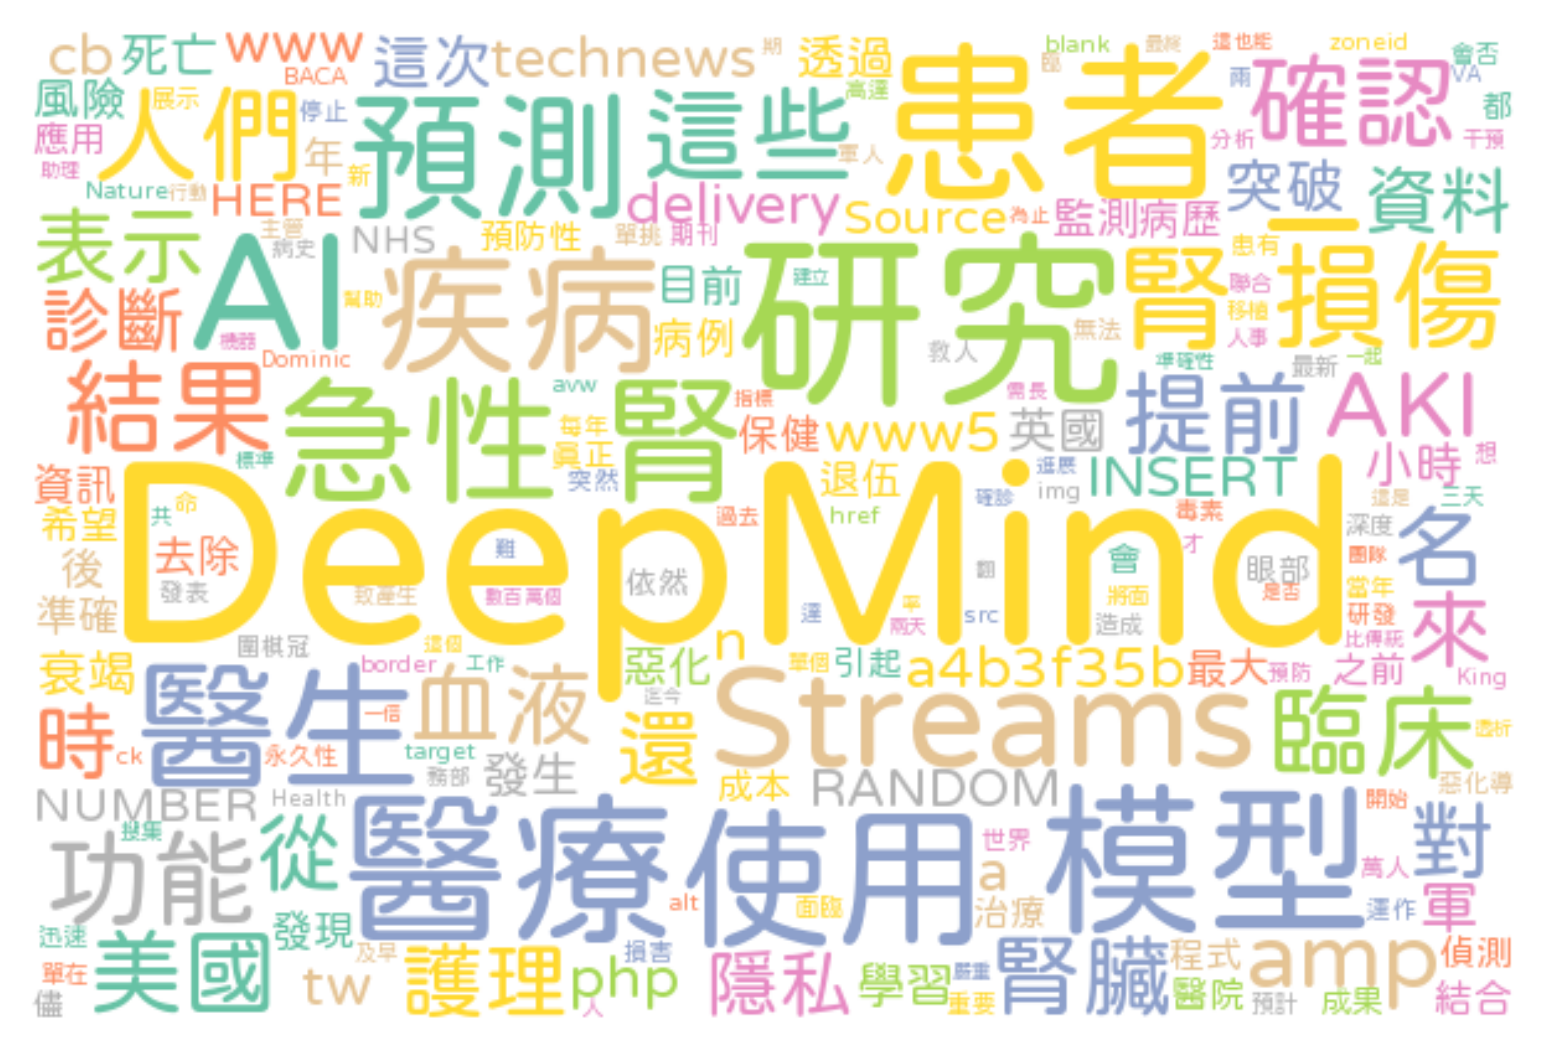 cb 死亡 www 這次 technews 期 透過 blank 最終 這也能 zoneid 會否
風險 BACA 臨 患者 雨 確認 VA
人們 展示 停止 預測 這些 高達 都
應用 年 軍人 分析 干預
助理 Nature 行動 HERE 新 delivery Source 為止 監測病歷 突破 資料
表示 主管 病史 NHS 預防性 單挑 期刊 一 患有
AI 疾病 目前 研究 建立 腎 聯合 損傷
診斷 幫助 病例 移植
機器 Dominic 救人 無法 人事
結果 急性 avw 腎 準確性 最新 一起
指標 需長 提前 AKI
每年 保健 www5 英國
標準 真正 小時 想
資訊 突然 退伍 進展 INSERT
DeepMind 確診 img 這是 三天
希望 共 命 過去 href 毒素 深度 名
去除 難 會 才 團隊
後 發表 致產生 數百萬個 依然 翻 眼部 是否 當年
準確 達 平 將面 研發 來
圍棋冠 這個 n 兩天 src 造成 比傳統
衰竭 border 工作 惡化 單個 引起 a4b3f35b 最大 預防 之前 King
醫生 血液 迄今 Streams 臨床
時 一倍 還 透析
ck 永久性 target
NUMBER Health 務部 發生 成本 RANDOM 惡化導
開始
功能 搜集 從 醫療 使用 世界 模型 對
a 萬人
alt 面臨 治療 運作 軍
迅速 發現
單在 美國 及早 護理 損害 隱私 學習 嚴重 腎臟 程式 amp 偵測
儘 tw php 人 重要 醫院 預計 成果 結合